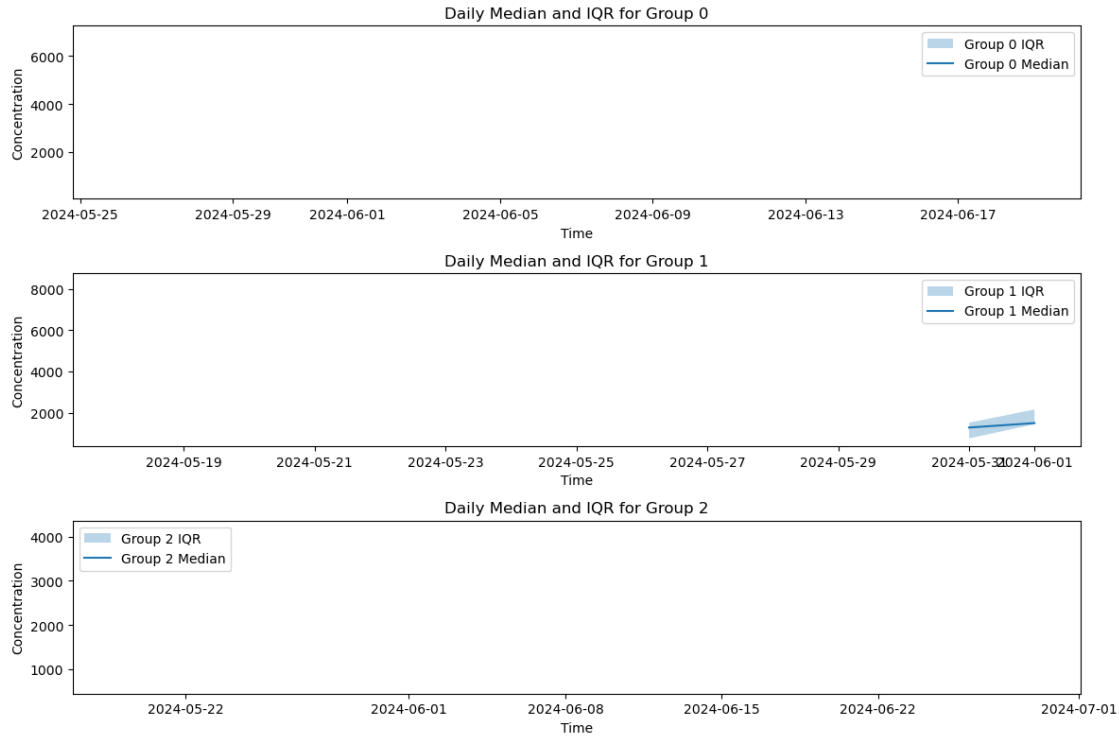 Daily Median and IQR for Group 0
Concentration
6000
4000
2000
Group 0 IQR
Group 0 Median
2024-05-25 2024-05-29 2024-06-01 2024-06-05 2024-06-09 2024-06-13 2024-06-17
Time
Daily Median and IQR for Group 1
Concentration
8000
6000
4000
2000
Group 1 IQR
Group 1 Median
2024-05-19 2024-05-21 2024-05-23 2024-05-25 2024-05-27 2024-05-29 2024-05-31 2024-06-01
Time
Daily Median and IQR for Group 2
Concentration
4000
3000
2000
1000
Group 2 IQR
Group 2 Median
2024-05-22 2024-06-01 2024-06-08 2024-06-15 2024-06-22 2024-07-01
Time